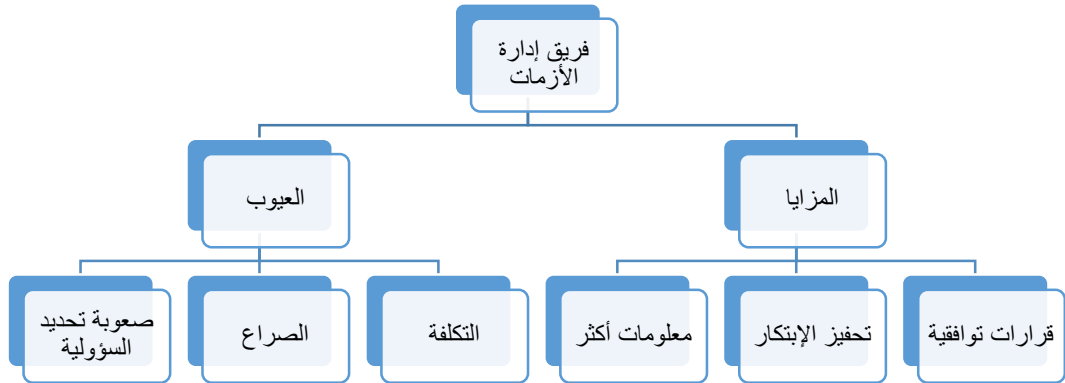 فريق إدارة
الأزمات
المزايا
العيوب
قرارات توافقية
تحفيز الإبتكار
معلومات أكثر
التكلفة
الصراع
صعوبة تحديد
السؤولية